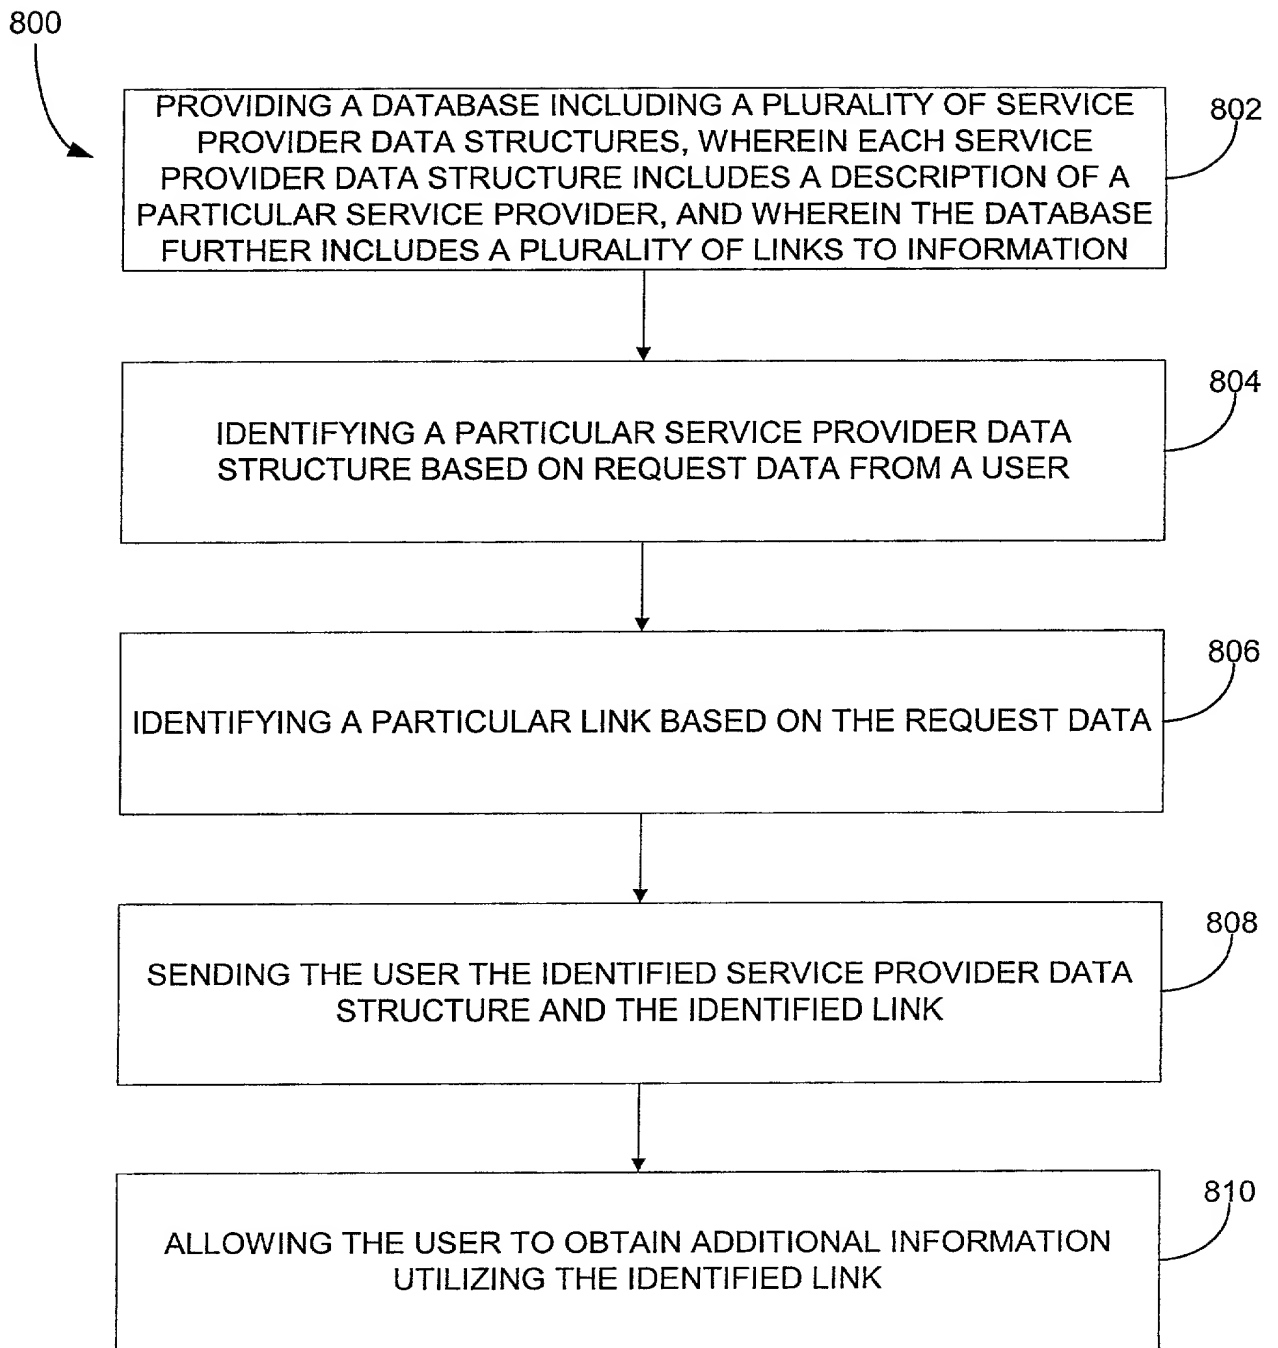 800
PROVIDING A DATABASE INCLUDING A PLURALITY OF SERVICE
PROVIDER DATA STRUCTURES, WHEREIN EACH SERVICE
PROVIDER DATA STRUCTURE INCLUDES A DESCRIPTION OF A
PARTICULAR SERVICE PROVIDER, AND WHEREIN THE DATABASE
FURTHER INCLUDES A PLURALITY OF LINKS TO INFORMATION
802
IDENTIFYING A PARTICULAR SERVICE PROVIDER DATA
STRUCTURE BASED ON REQUEST DATA FROM A USER
804
IDENTIFYING A PARTICULAR LINK BASED ON THE REQUEST DATA
806
SENDING THE USER THE IDENTIFIED SERVICE PROVIDER DATA
STRUCTURE AND THE IDENTIFIED LINK
808
ALLOWING THE USER TO OBTAIN ADDITIONAL INFORMATION
UTILIZING THE IDENTIFIED LINK
810